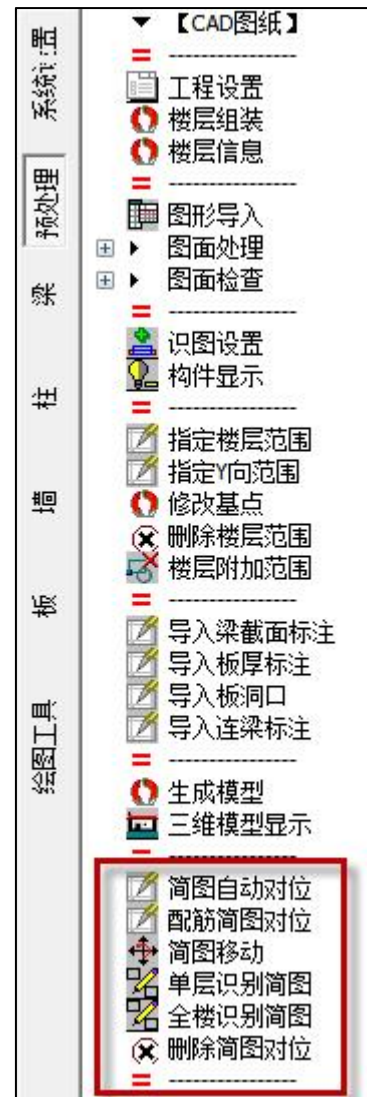 系统设置
预处理
梁
柱
墙
板
绘图工具
【CAD图纸】
工程设置
楼层组装
楼层信息
图形导入
图面处理
图面检查
识图设置
构件显示
指定楼层范围
指定Y向范围
修改基点
删除楼层范围
楼层附加范围
导入梁截面标注
导入板厚标注
导入板洞口
导入连梁标注
生成模型
三维模型显示
简图自动对位
配筋简图对位
简图移动
单层识别简图
全楼识别简图
删除简图对位